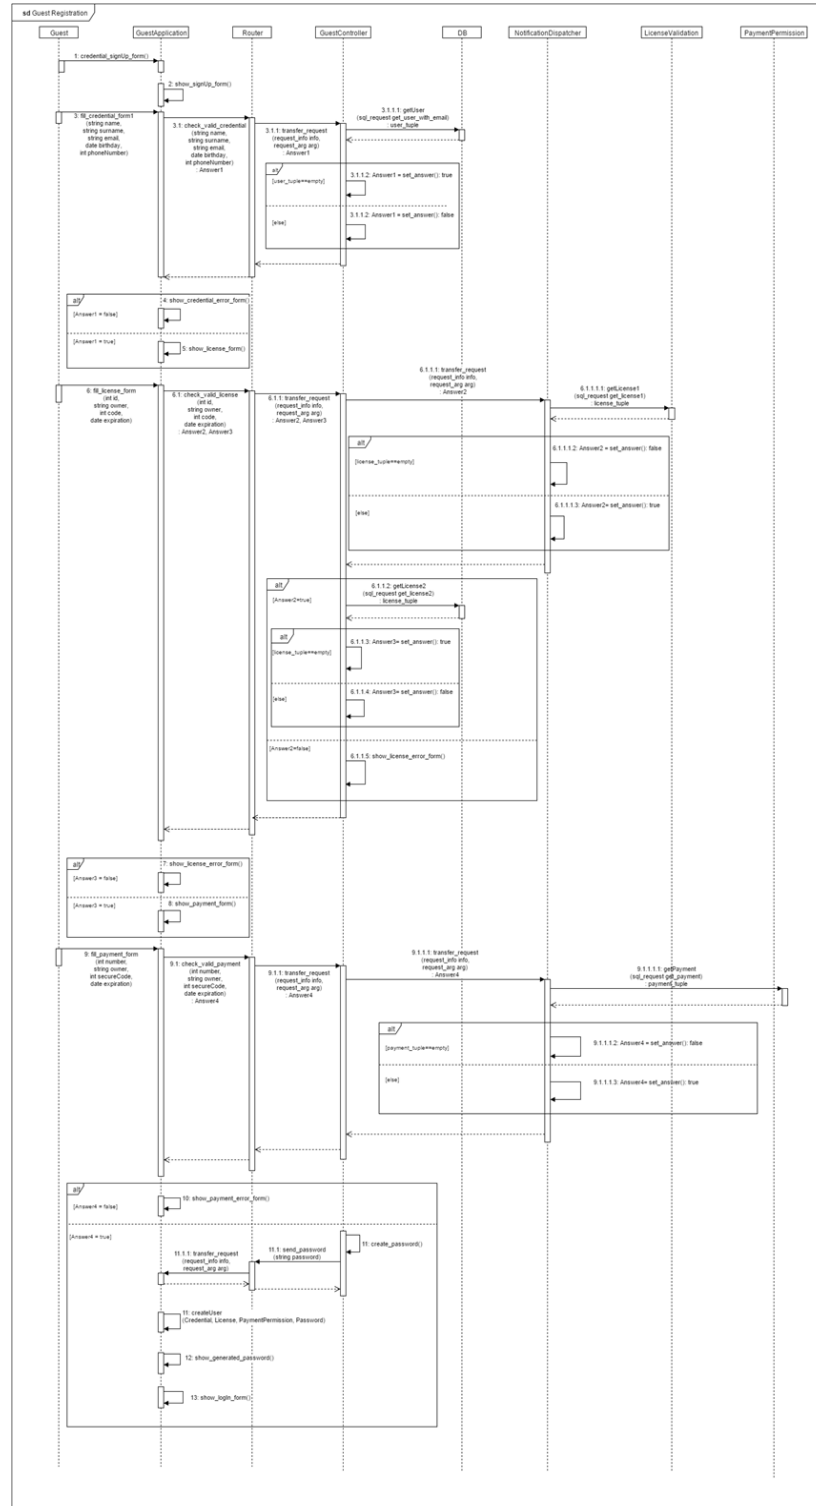 sd Guest Registration
Guest
GuestApplication
Router
GuestController
DB
NotificationDispatcher
LicenseValidation
PaymentPermission
1: credential_signUp_form()
2: show_signUp_form()
3: fill_credential_form1
(string name,
string surname,
string email,
date birthday,
int phoneNumber)
3.1: check_valid_credential
(string name,
string surname,
string email,
date birthday,
int phoneNumber)
: Answer1
3.1.1: transfer_request
(request_info info,
request_arg arg)
: Answer1
3.1.1.1: getUser
(sql_request get_user_with_email)
: user_tuple
alt
[user_tuple==empty]
3.1.1.2: Answer1 = set_answer(): true
3.1.1.2: Answer1 = set_answer(): false
[else]
alt
4: show_credential_error_form()
[Answer1 = false]
[Answer1 = true]
5: show_license_form()
6: fill_license_form
(int id,
string owner,
int code,
date expiration)
6.1: check_valid_license
(int id,
string owner,
int code,
date expiration)
: Answer2, Answer3
6.1.1: transfer_request
(request_info info,
request_arg arg)
: Answer2, Answer3
6.1.1.1: transfer_request
(request_info info,
request_arg arg)
: Answer2
6.1.1.1.1: getLicense1
(sql_request get_license1)
: license_tuple
alt
6.1.1.1.2: Answer2 = set_answer(): false
[license_tuple==empty]
6.1.1.1.3: Answer2= set_answer(): true
[else]
alt
6.1.1.2: getLicense2
(sql_request get_license2)
: license_tuple
[Answer2=true]
alt
6.1.1.3: Answer3= set_answer(): true
[license_tuple==empty]
6.1.1.4: Answer3= set_answer(): false
[else]
[Answer2=false]
6.1.1.5: show_license_error_form()
alt
7: show_license_error_form()
[Answer3 = false]
[Answer3 = true]
8: show_payment_form()
9: fill_payment_form
(int number,
string owner,
int secureCode,
date expiration)
9.1: check_valid_payment
(int number,
string owner,
int secureCode,
date expiration)
: Answer4
9.1.1: transfer_request
(request_info info,
request_arg arg)
: Answer4
9.1.1.1: transfer_request
(request_info info,
request_arg arg)
: Answer4
9.1.1.1.1: getPayment
(sql_request get_payment)
: payment_tuple
alt
[payment_tuple==empty]
9.1.1.1.2: Answer4 = set_answer(): false
[else]
9.1.1.1.3: Answer4= set_answer(): true
alt
[Answer4 = false]
10: show_payment_error_form()
[Answer4 = true]
11: create_password()
11.1: send_password
(string password)
11.1.1: transfer_request
(request_info info,
request_arg arg)
11: createUser
(Credential, License, PaymentPermission, Password)
12: show_generated_password()
13: show_logIn_form()